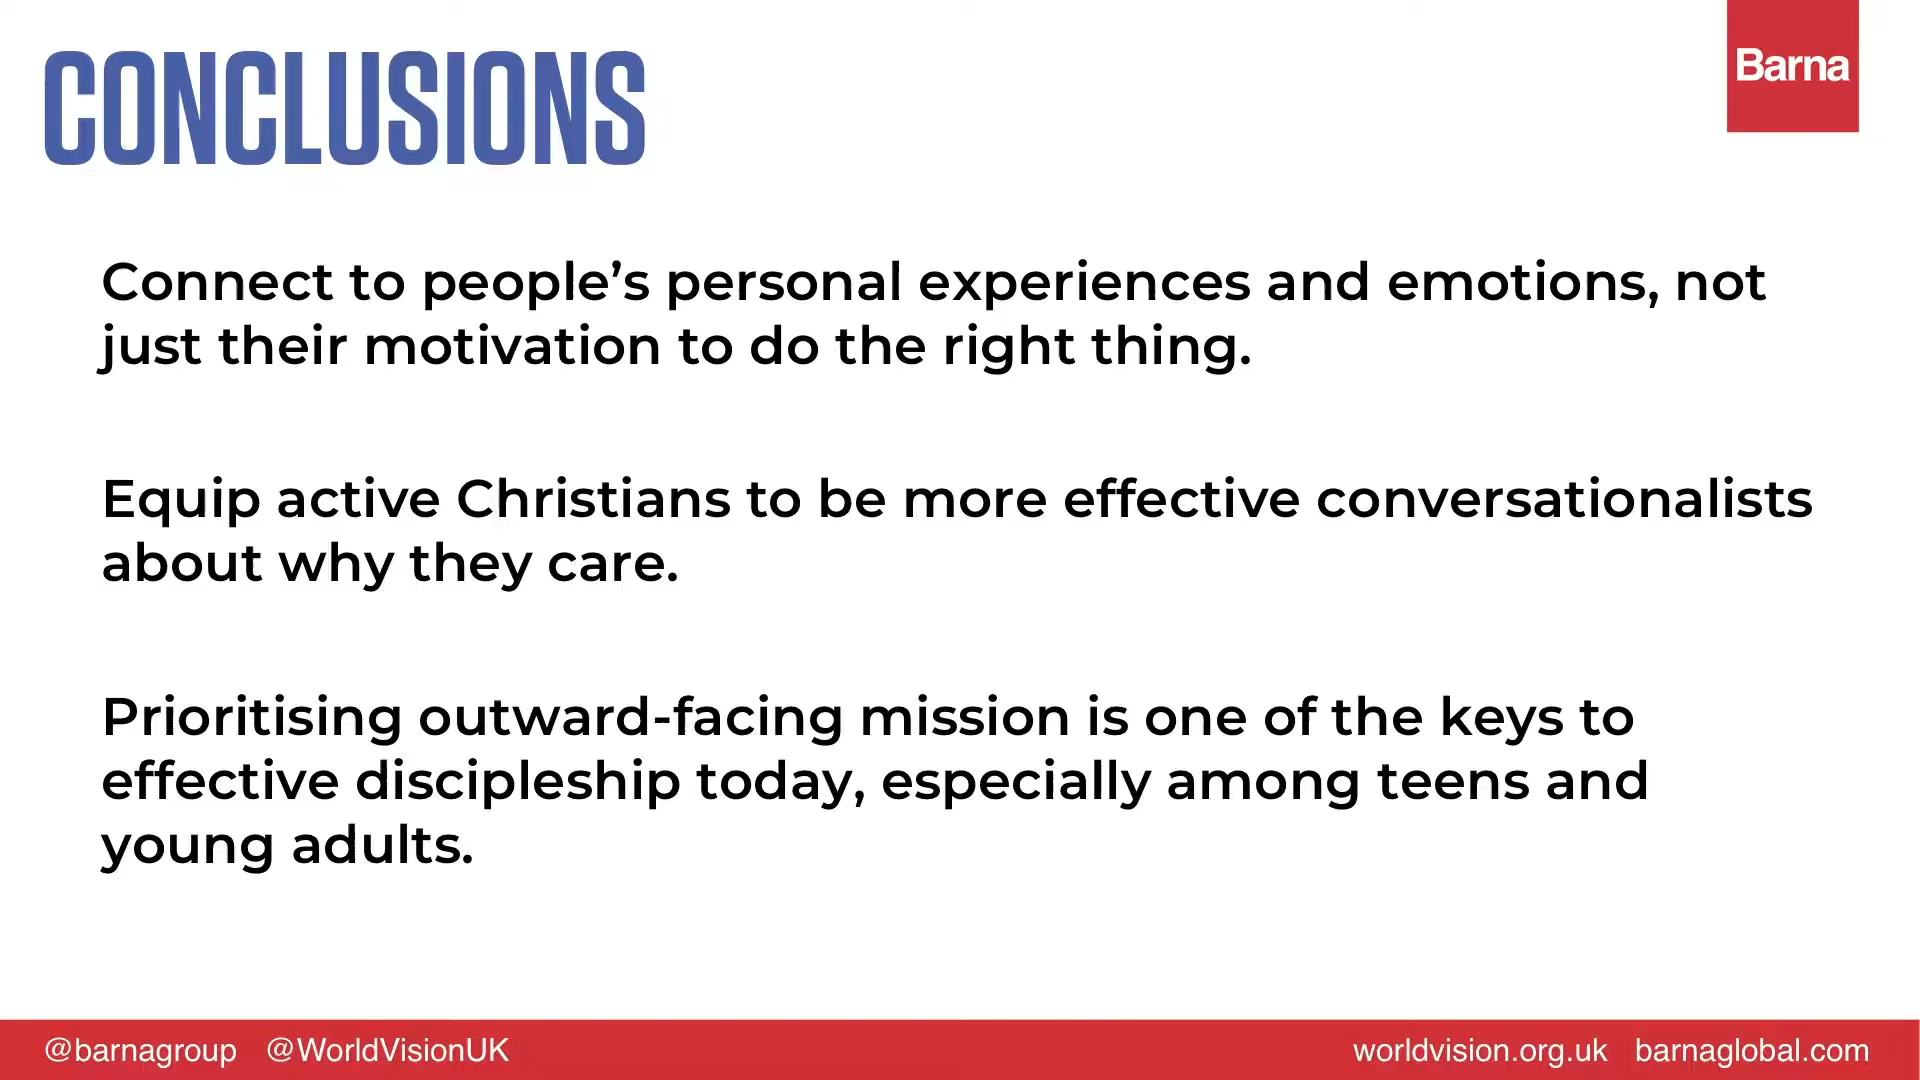 CONCLUSIONS
Barna
Connect to people’s personal experiences and emotions, not
just their motivation to do the right thing.
Equip active Christians to be more effective conversationalists
about why they care.
Prioritising outward-facing mission is one of the keys to
effective discipleship today, especially among teens and
young adults.
@barnagroup @WorldVisionUK worldvision.org.uk barnaglobal.com